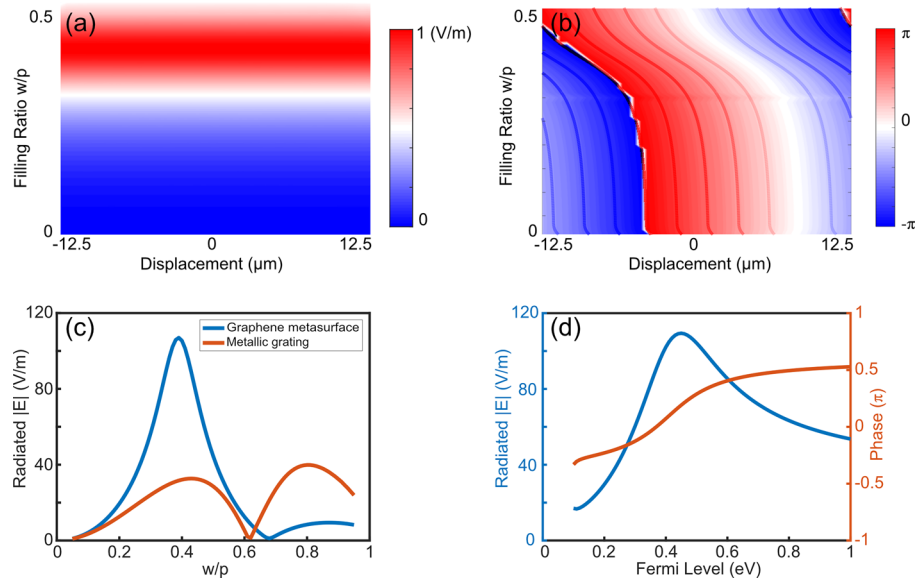 (a)
0.5
Filling Ratio w/p
0
-12.5 0 12.5
Displacement (μm)
1 (V/m)
0
(b)
0.5
Filling Ratio w/p
0
-12.5 0 12.5
Displacement (μm)
π
0
-π
(c)
Graphene metasurface
Metallic grating
120
80
40
0
Radiated |E| (V/m)
0 0.2 0.4 0.6 0.8 1
w/p
(d)
120
80
40
0
Radiated |E| (V/m)
1
0.5
0
-0.5
-1
Phase (π)
0 0.2 0.4 0.6 0.8 1
Fermi Level (eV)